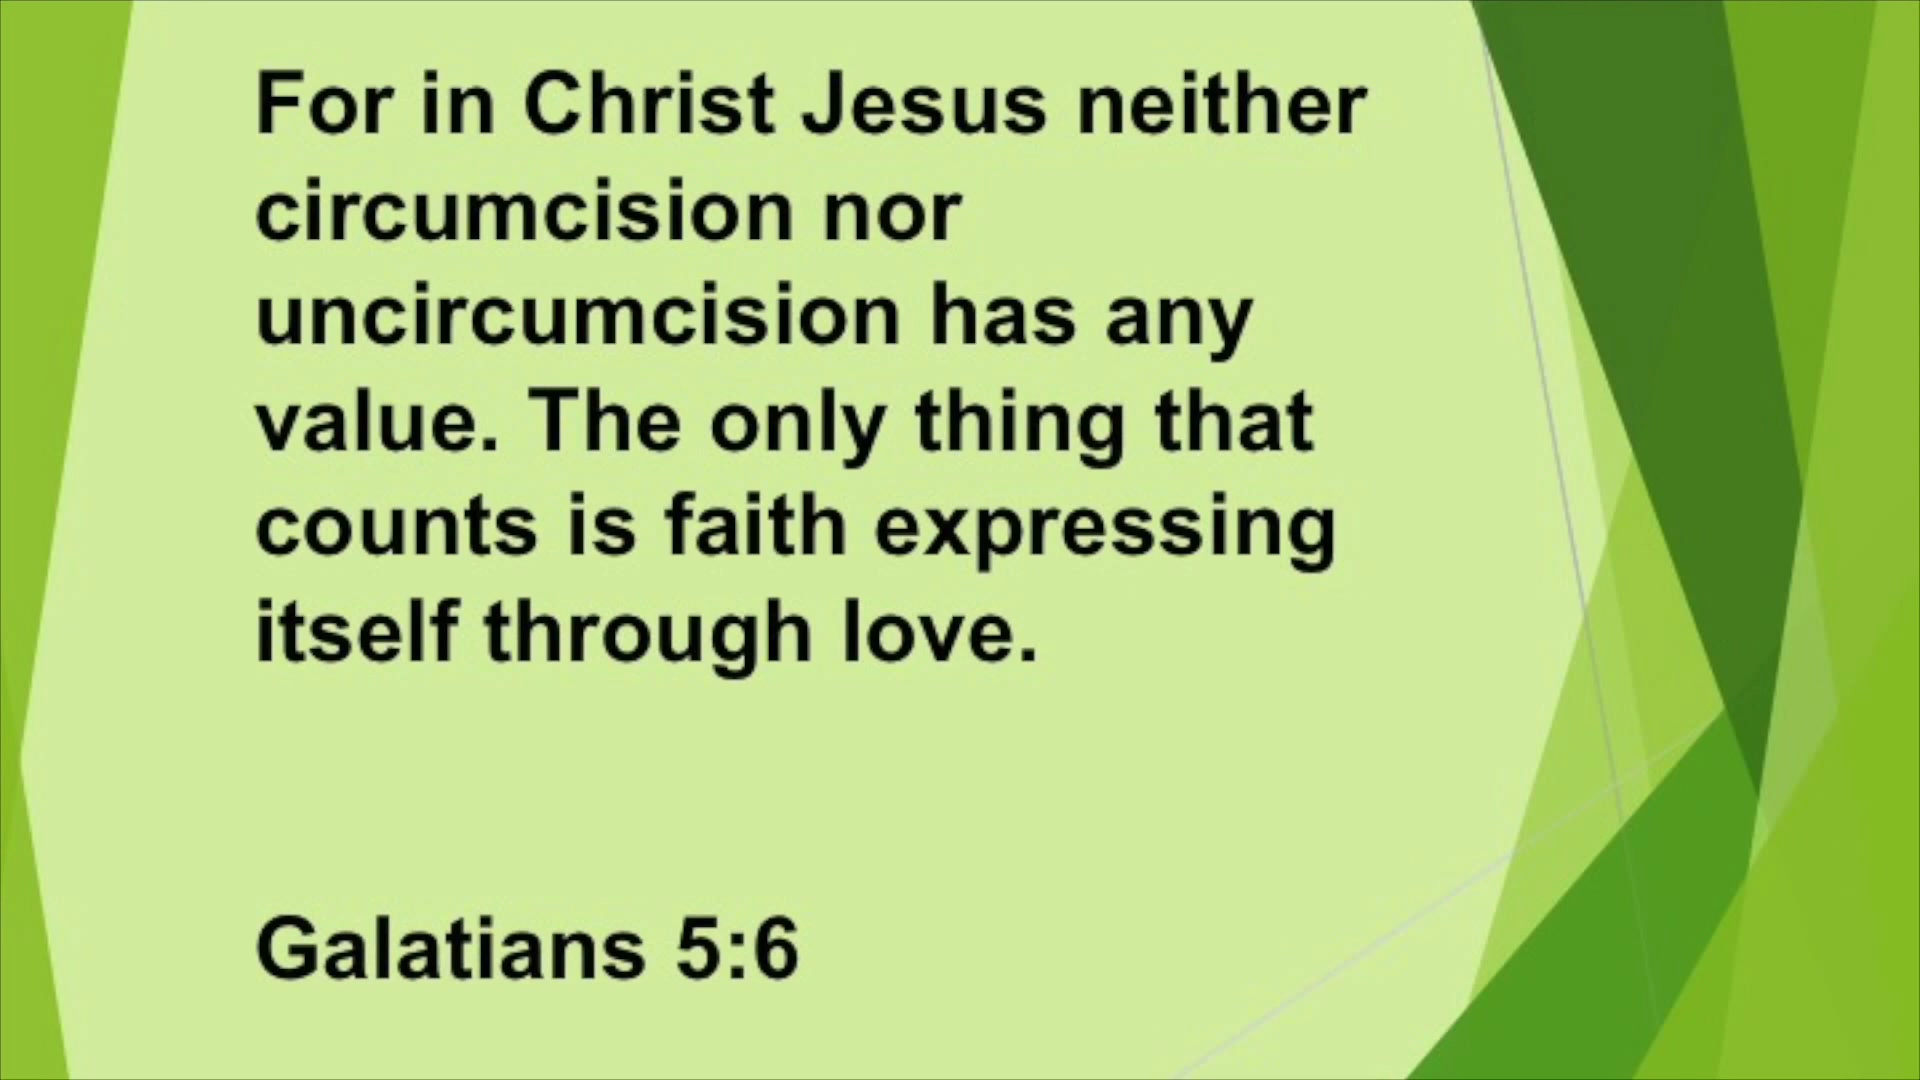 For in Christ Jesus neither
circumcision nor
uncircumcision has any
value. The only thing that
counts is faith expressing
itself through love.
Galatians 5:6